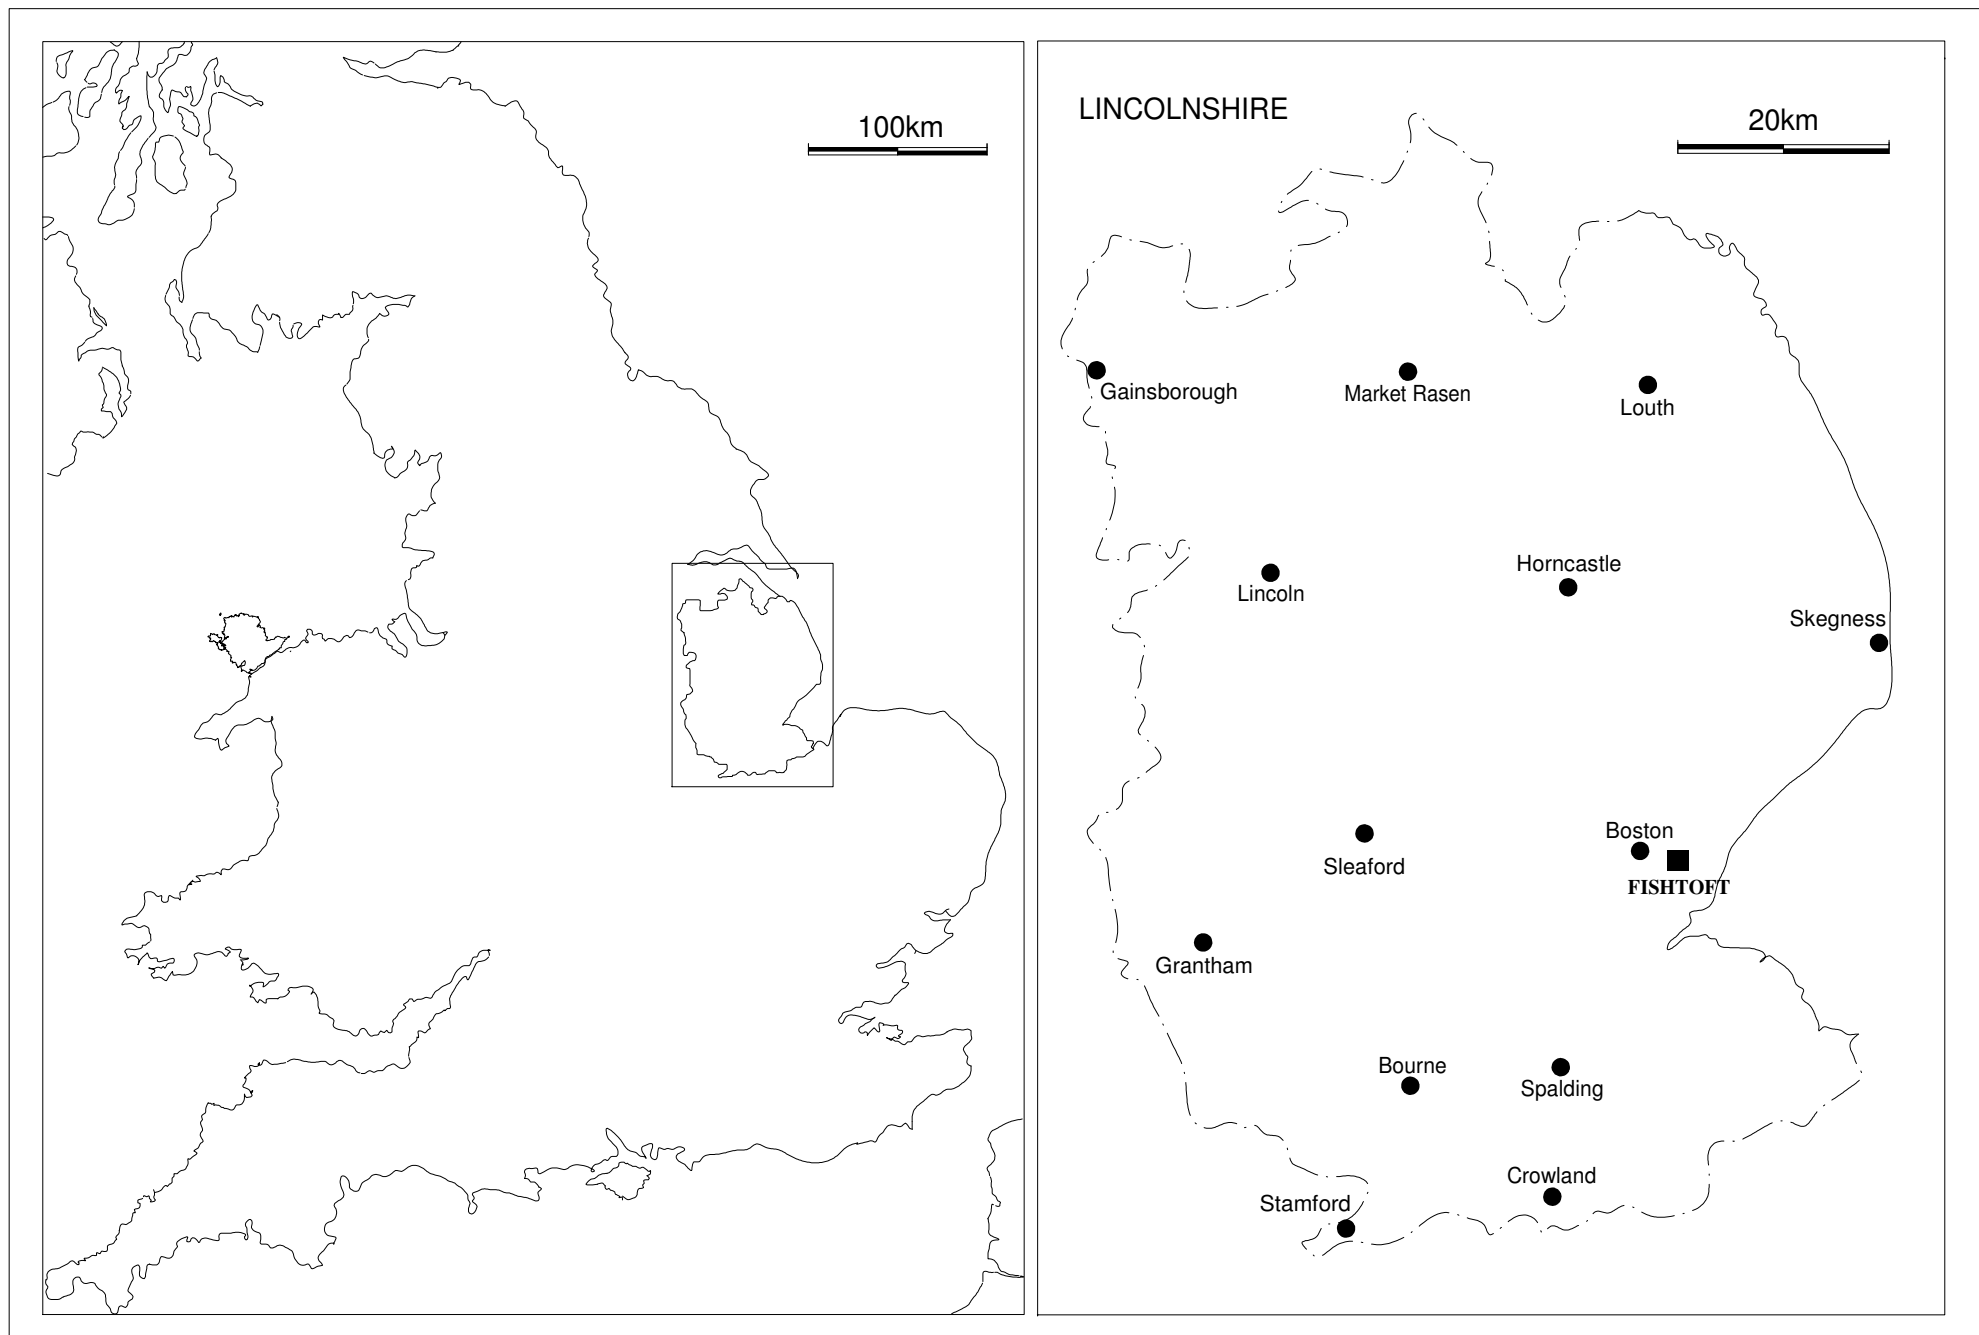 100km
LINCOLNSHIRE
20km
Gainsborough
Market Rasen
Louth
Lincoln
Horncastle
Skegness
Sleaford
Boston
FISHTOFT
Grantham
Bourne
Spalding
Crowland
Stamford